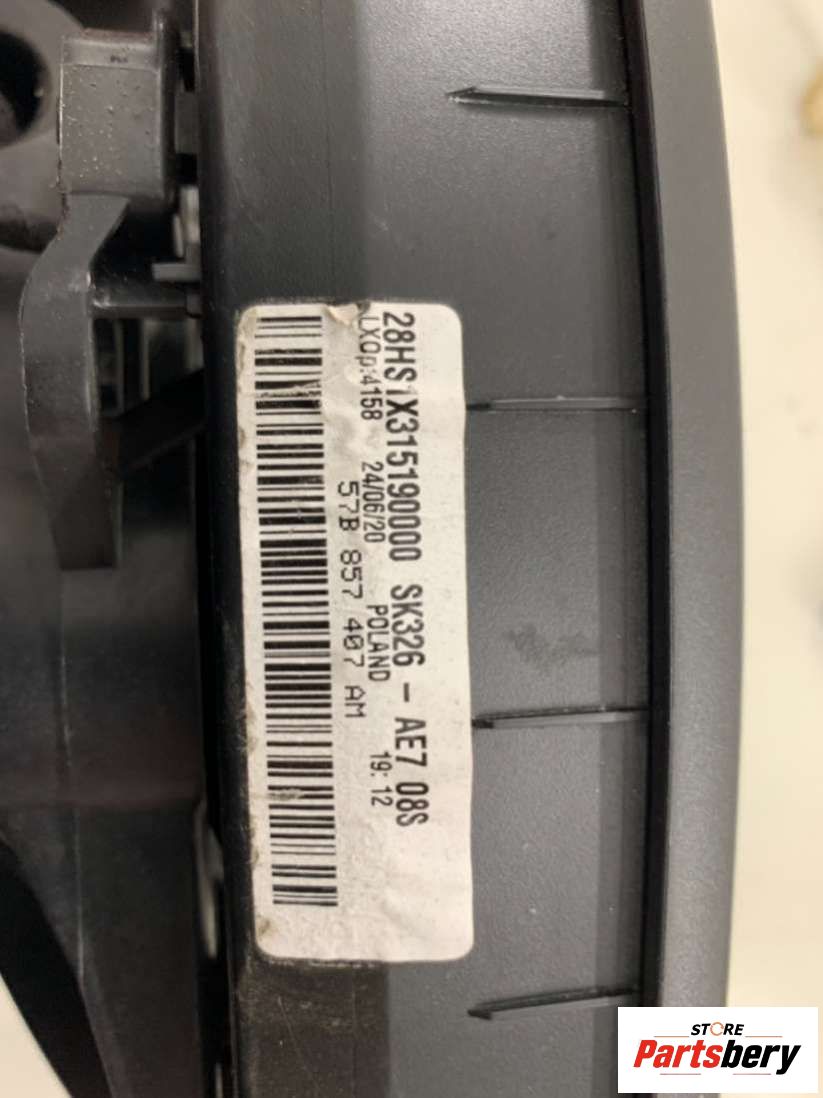 28HS1X315190000 SK326 - AE7 08S
LXOp:4158 24/06/20 POLAND 19:12
57B 857 407 AM
STORE
Partsbery